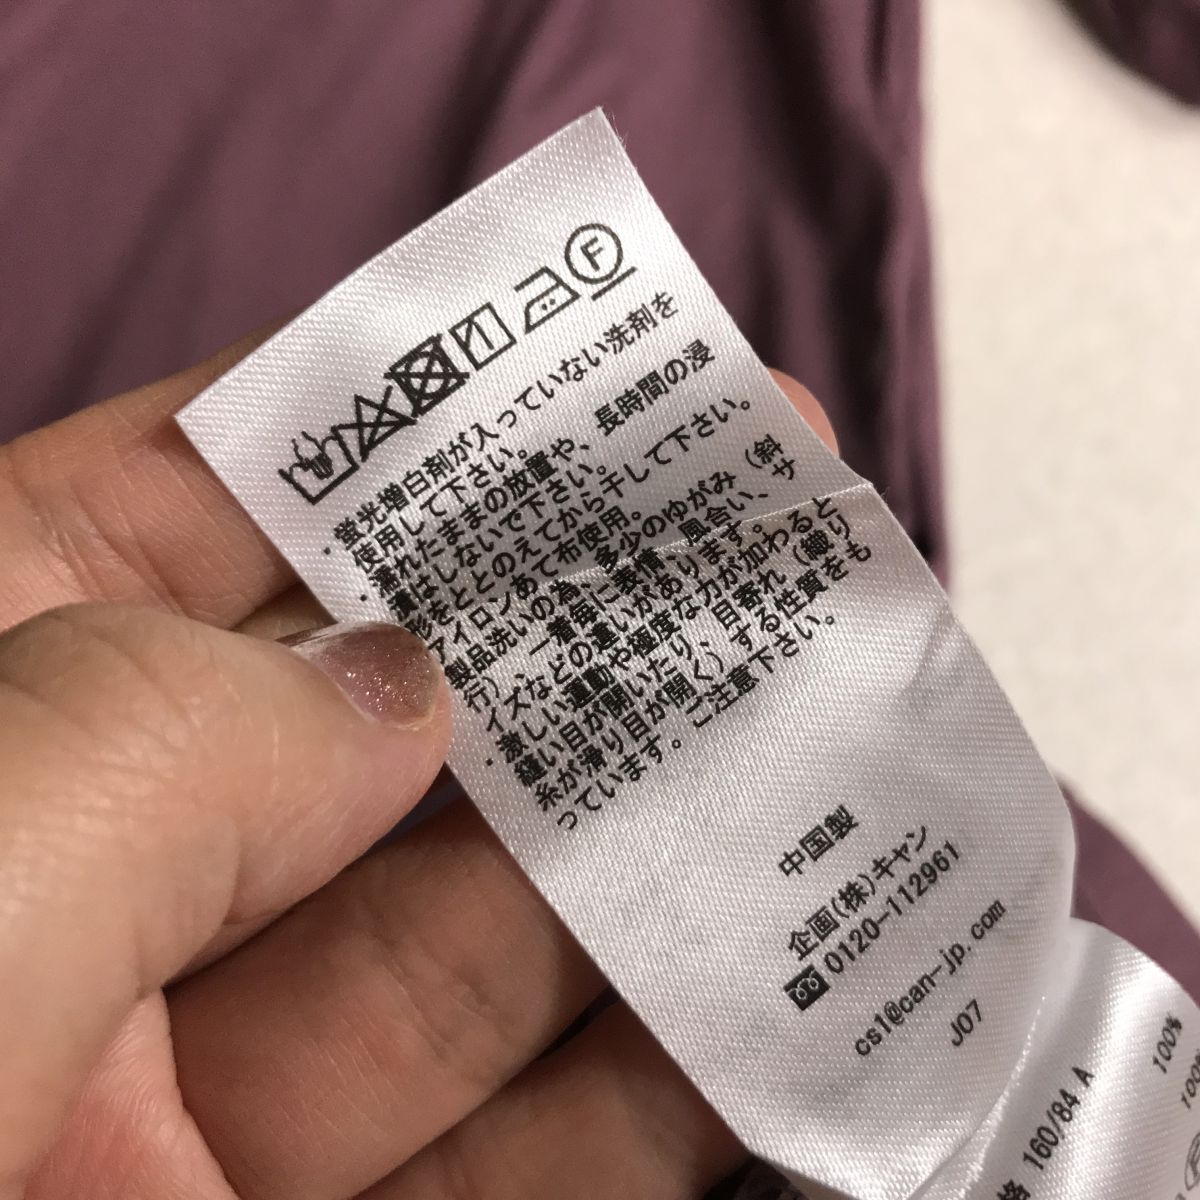 F
・蛍光増白剤が入っていない洗剤を
使用して下さい。
・濡れたままの放置や、長時間の浸
漬はしないで下さい。
形をととのえてから干して下さい。
アイロンあて布使用。
製品洗いの為、多少のゆがみ（斜
行）、一着毎に表情、風合い、サ
イズなどの違いがあります。
・激しい運動や極度な力が加わると
縫い目が開いたり、目寄れ（織り
糸が滑り目が開く）する性質をも
っています。ご注意下さい。
中国製
企画(株)キャン
0120-112961
cs1@can-jp.com
J07
格 160/84 A
100%
100%